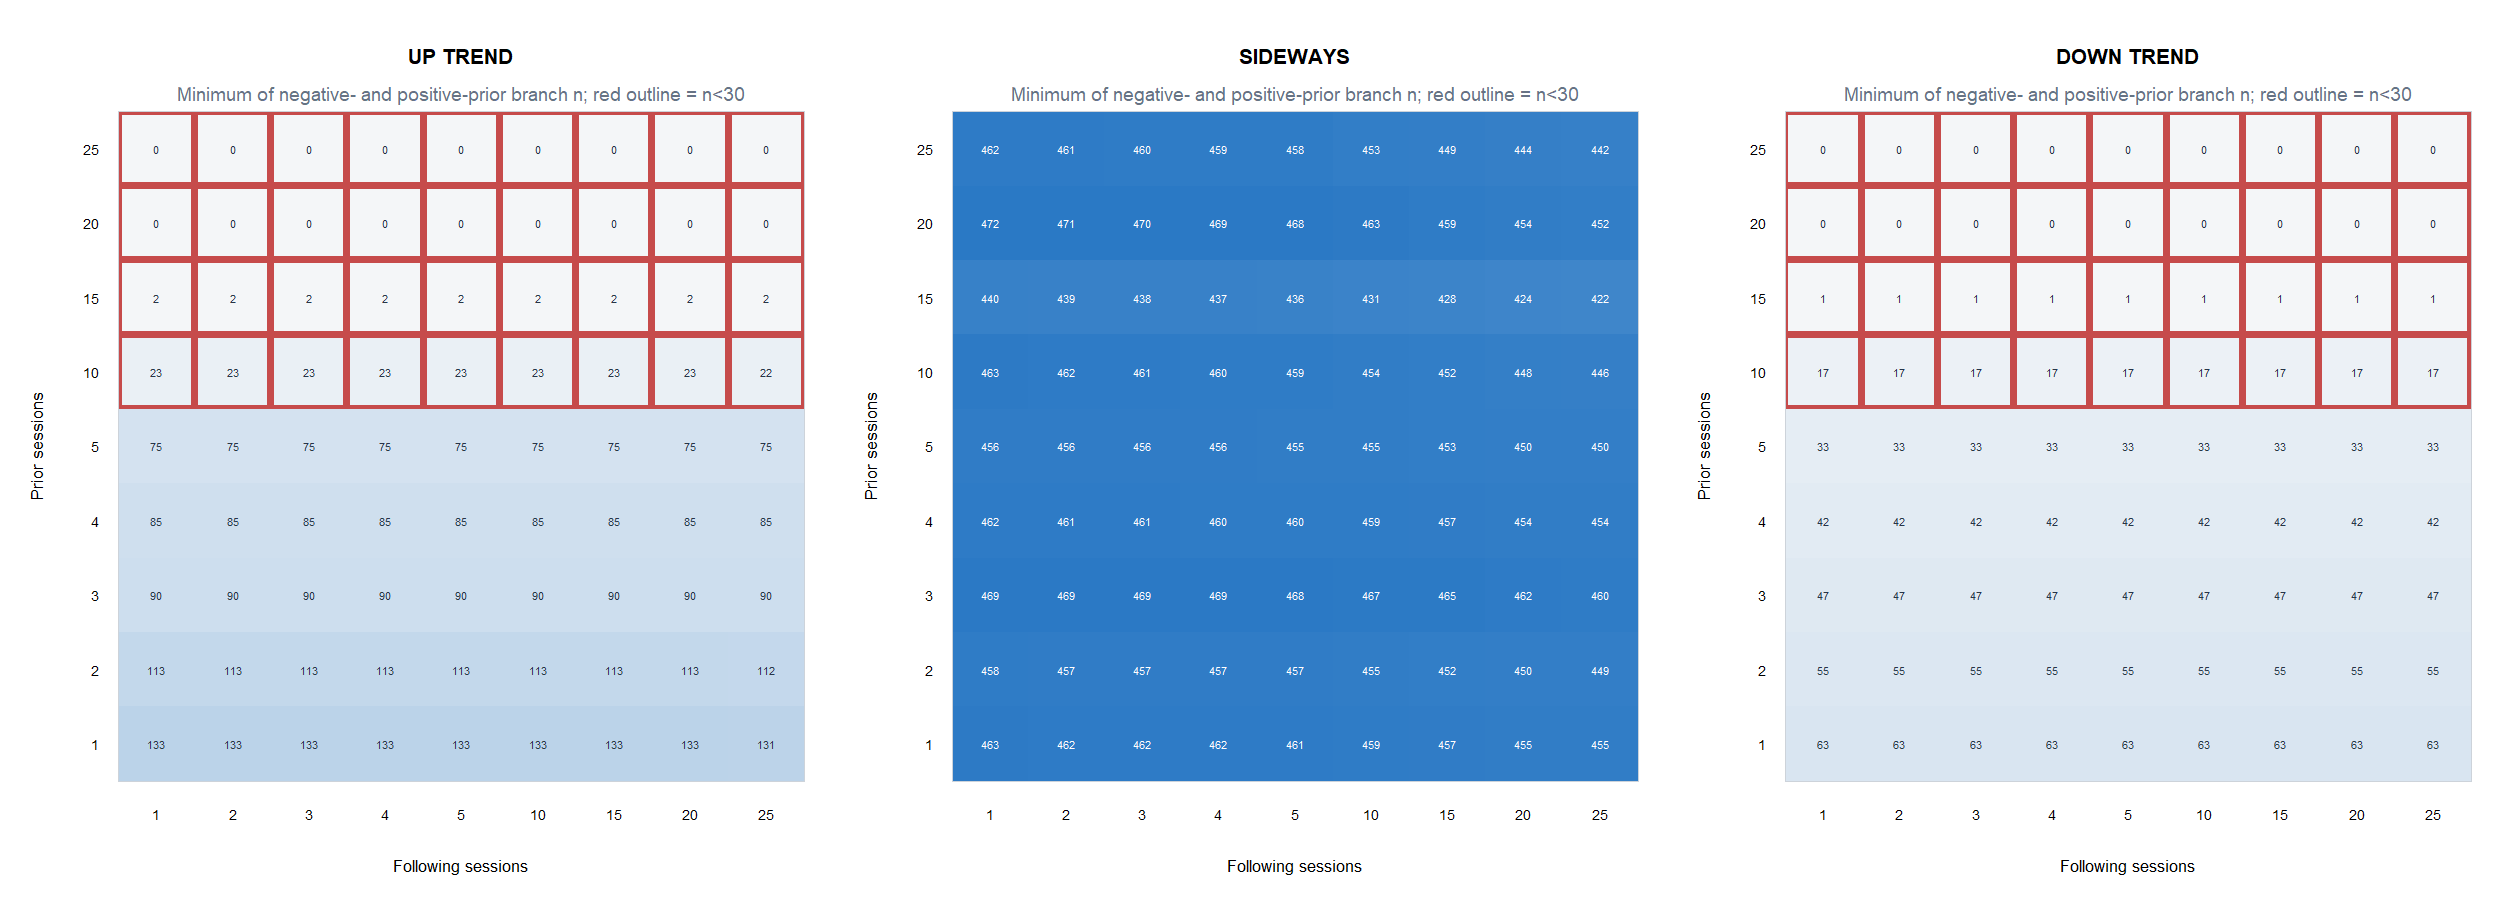 UP TREND
Minimum of negative- and positive-prior branch n; red outline = n<30
25 0 0 0 0 0 0 0 0 0
20 0 0 0 0 0 0 0 0 0
15 2 2 2 2 2 2 2 2 2
10 23 23 23 23 23 23 23 23 22
5 75 75 75 75 75 75 75 75 75
4 85 85 85 85 85 85 85 85 85
3 90 90 90 90 90 90 90 90 90
2 113 113 113 113 113 113 113 113 112
1 133 133 133 133 133 133 133 133 131
1 2 3 4 5 10 15 20 25
Prior sessions
Following sessions
SIDEWAYS
Minimum of negative- and positive-prior branch n; red outline = n<30
25 462 461 460 459 458 453 449 444 442
20 472 471 470 469 468 463 459 454 452
15 440 439 438 437 436 431 428 424 422
10 463 462 461 460 459 454 452 448 446
5 456 456 456 456 455 455 453 450 450
4 462 461 461 460 460 459 457 454 454
3 469 469 469 469 468 467 465 462 460
2 458 457 457 457 457 455 452 450 449
1 463 462 462 462 461 459 457 455 455
1 2 3 4 5 10 15 20 25
Prior sessions
Following sessions
DOWN TREND
Minimum of negative- and positive-prior branch n; red outline = n<30
25 0 0 0 0 0 0 0 0 0
20 0 0 0 0 0 0 0 0 0
15 1 1 1 1 1 1 1 1 1
10 17 17 17 17 17 17 17 17 17
5 33 33 33 33 33 33 33 33 33
4 42 42 42 42 42 42 42 42 42
3 47 47 47 47 47 47 47 47 47
2 55 55 55 55 55 55 55 55 55
1 63 63 63 63 63 63 63 63 63
1 2 3 4 5 10 15 20 25
Prior sessions
Following sessions